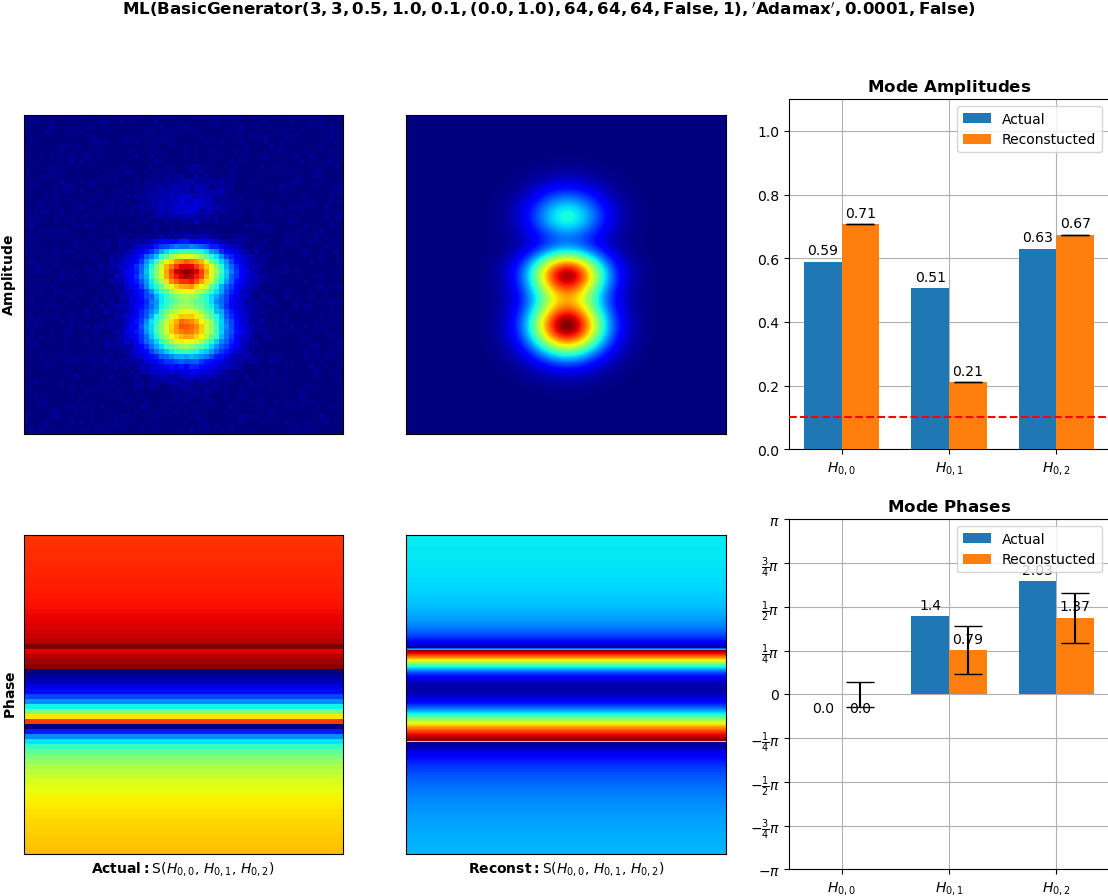 ML(BasicGenerator(3, 3, 0.5, 1.0, 0.1, (0.0, 1.0), 64, 64, 64, False, 1), ′Adamax′, 0.0001, False)
Amplitude
Mode Amplitudes
Actual
Reconstucted
1.0
0.8
0.6
0.4
0.2
0.0
0.59
0.71
0.51
0.21
0.63
0.67
H0,0
H0,1
H0,2
Phase
Actual: S(H0,0, H0,1, H0,2)
Reconst: S(H0,0, H0,1, H0,2)
Mode Phases
Actual
Reconstucted
π
3/4π
1/2π
1/4π
0
−1/4π
−1/2π
−3/4π
−π
0.0
0.0
1.4
0.79
2.03
1.37
H0,0
H0,1
H0,2